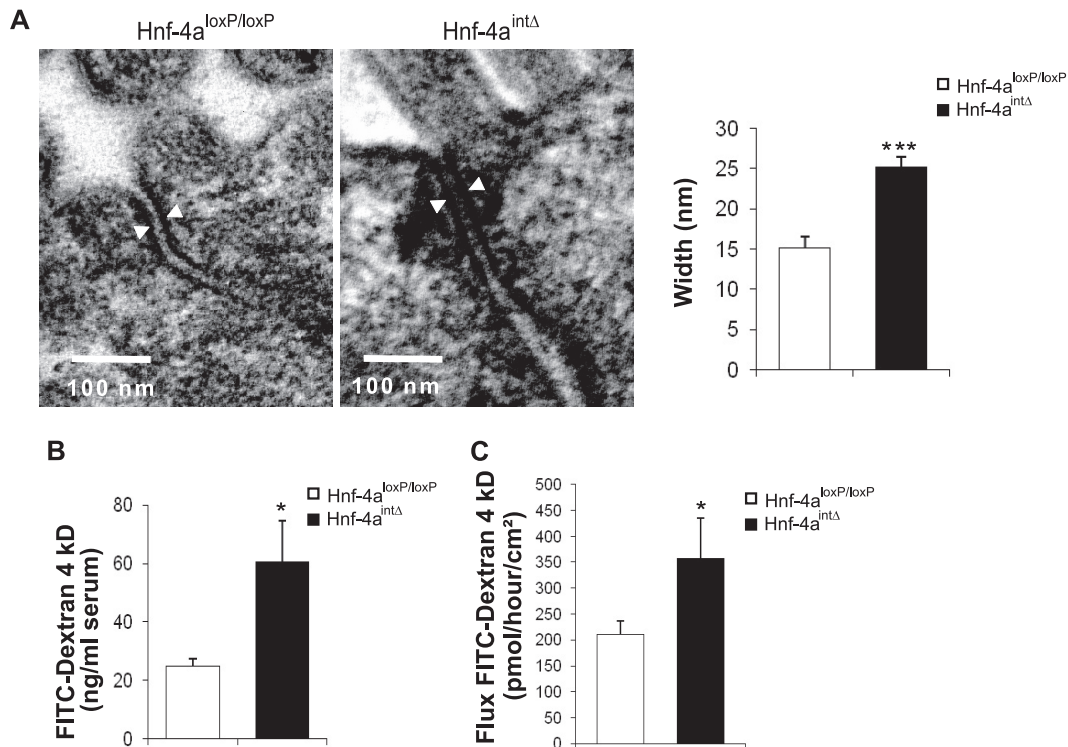 A
Hnf-4a^loxP/loxP
Hnf-4a^intΔ
100 nm
100 nm
Hnf-4a^loxP/loxP
Hnf-4a^intΔ
Width (nm)
30
25
20
15
10
5
0
***
B
FITC-Dextran 4 kD
(ng/ml serum)
80
60
40
20
0
*
Hnf-4a^loxP/loxP
Hnf-4a^intΔ
C
Flux FITC-Dextran 4 kD
(pmol/hour/cm²)
500
450
400
350
300
250
200
150
100
50
0
*
Hnf-4a^loxP/loxP
Hnf-4a^intΔ